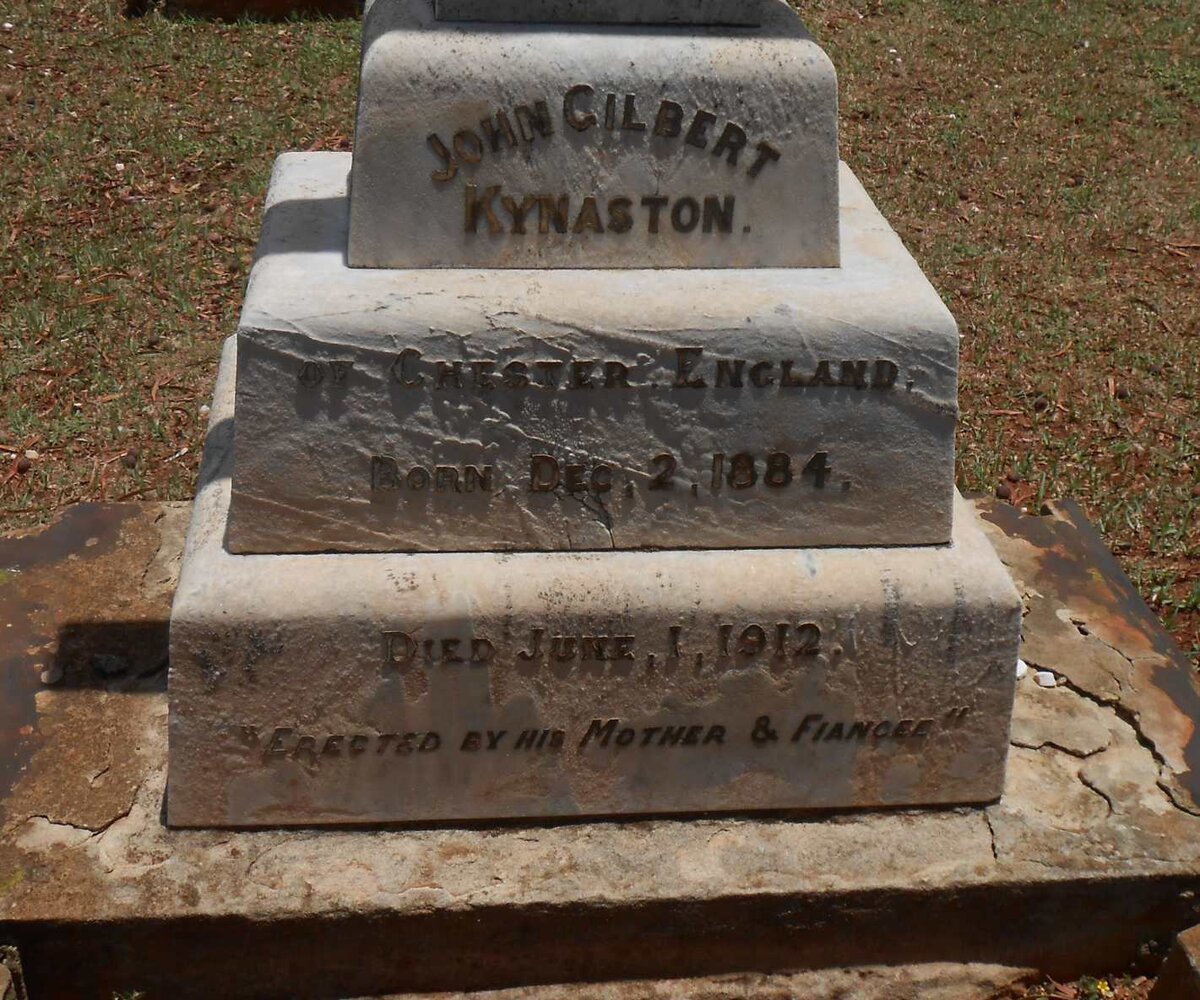 JOHN GILBERT
KYNASTON.
OF CHESTER, ENGLAND,
BORN, DEC, 2, 1884.
DIED JUNE, 1, 1912.
"ERECTED BY HIS MOTHER & FIANCEE"